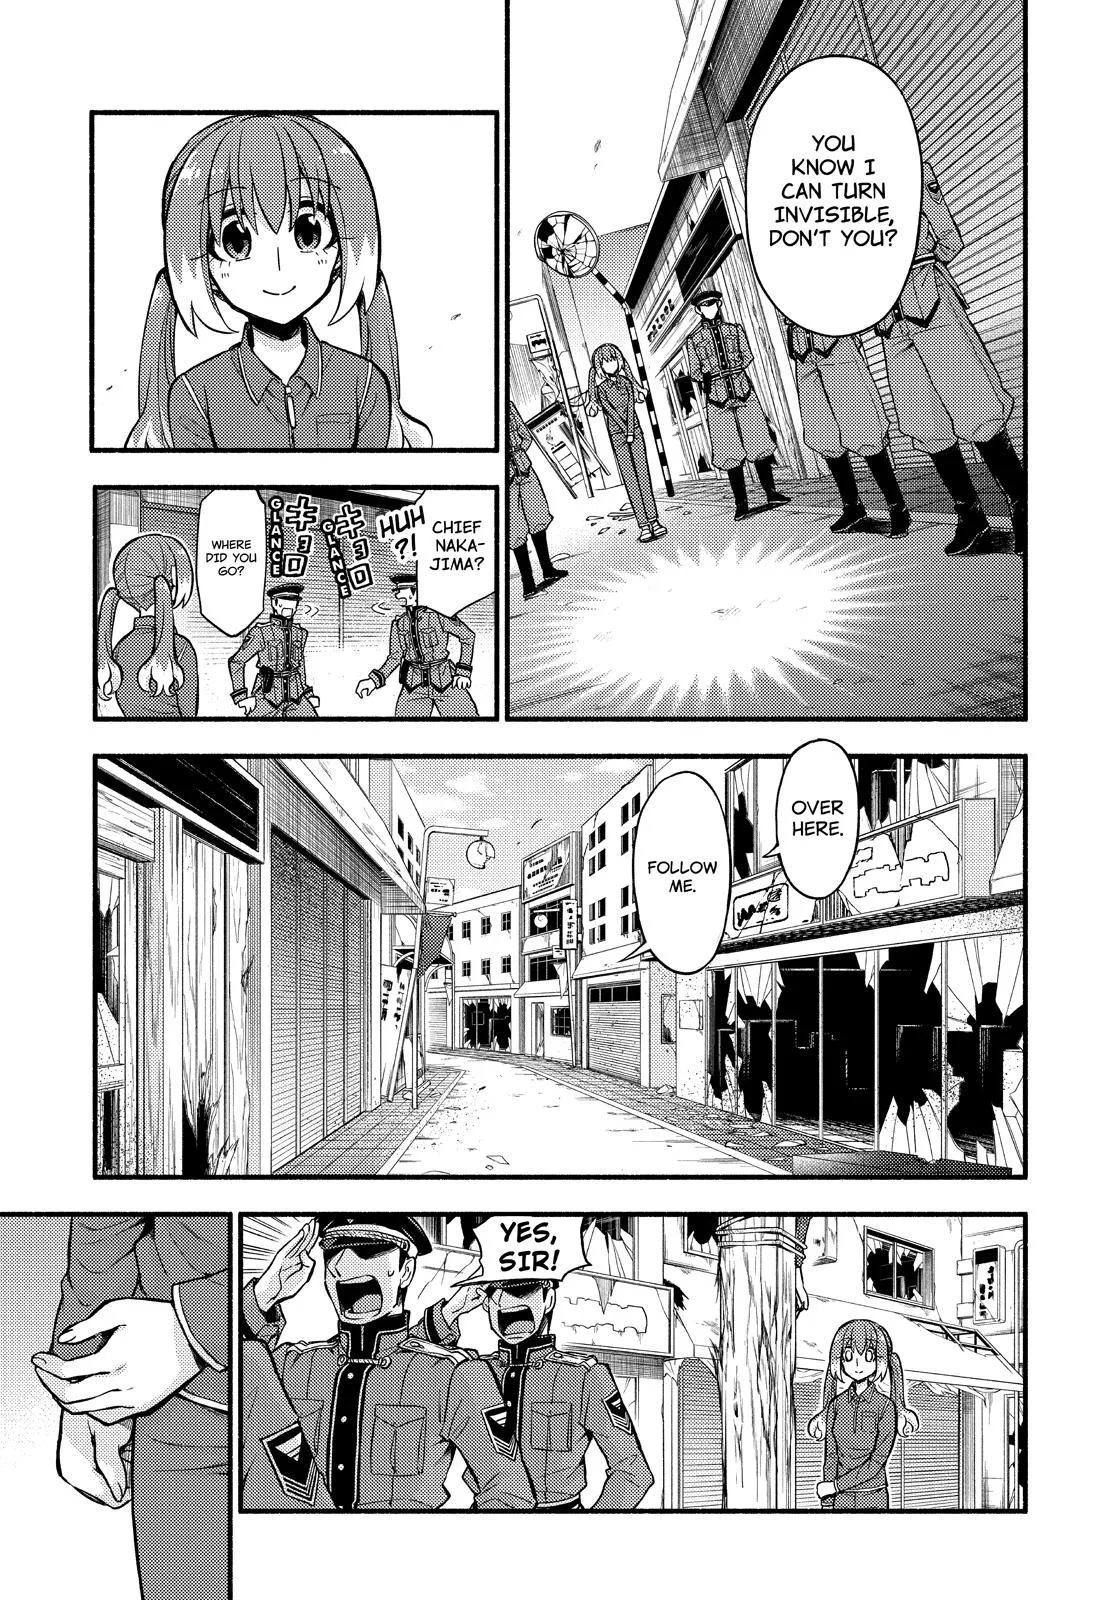 YOU
KNOW I
CAN TURN
INVISIBLE,
DON'T YOU?
CHIEF
NAKA-
JIMA?
HUH
?!
キョロ
GLANCE
キョロ
GLANCE
WHERE
DID YOU
GO?
OVER
HERE.
FOLLOW
ME.
YES,
SIR!